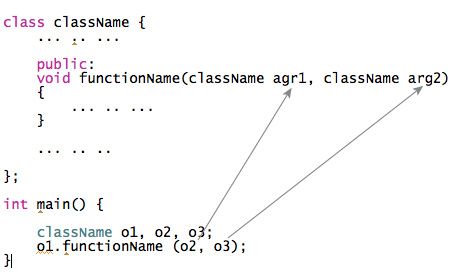 class className {
... .. ...
public:
void functionName(className agr1, className arg2)
{
... .. ...
}
... .. ..
};
int main() {
className o1, o2, o3;
o1.functionName (o2, o3);
}